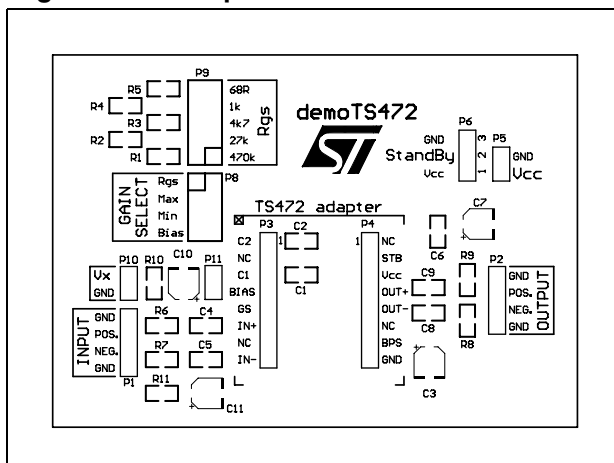 P9
R5
68R
R4
1k
R3
4k7
R2
27k
R1
470k
Rgs
demoTS472
ST
P6
GND
3
StandBy
2
Vcc
1
P5
GND
Vcc
P8
GAIN
SELECT
Rgs
Max
Min
Bias
TS472 adapter
C7
C6
P3
1
C2
P4
1
C2
NC
C1
BIAS
GS
IN+
NC
IN-
C1
NC
STB
Vcc
OUT+
OUT-
NC
BPS
GND
C10
P10
R10
P11
Vx
GND
R6
C4
R7
C5
R11
C11
INPUT
GND
POS.
NEG.
GND
P1
C9
C8
R9
R8
C3
P2
GND
POS.
NEG.
GND
OUTPUT